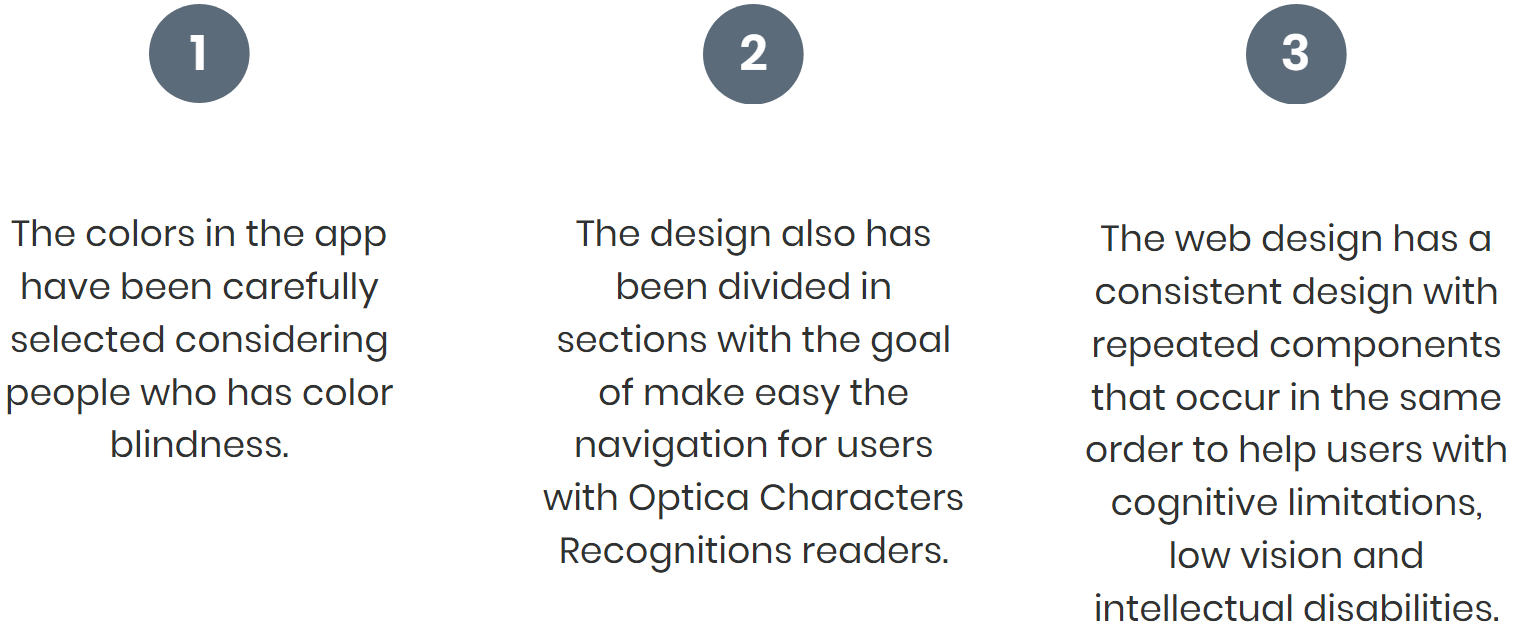 1
The colors in the app
have been carefully
selected considering
people who has color
blindness.
2
The design also has
been divided in
sections with the goal
of make easy the
navigation for users
with Optica Characters
Recognitions readers.
3
The web design has a
consistent design with
repeated components
that occur in the same
order to help users with
cognitive limitations,
low vision and
intellectual disabilities.